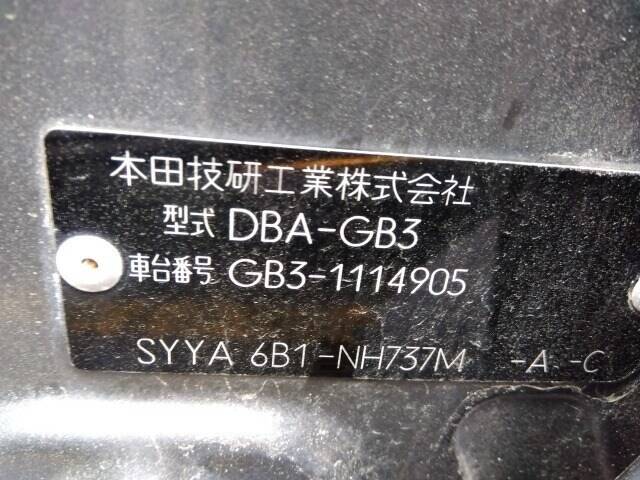 本田技研工業株式会社
型式 DBA-GB3
車台番号 GB3-1114905
SYYA 6B1-NH737M -A -C